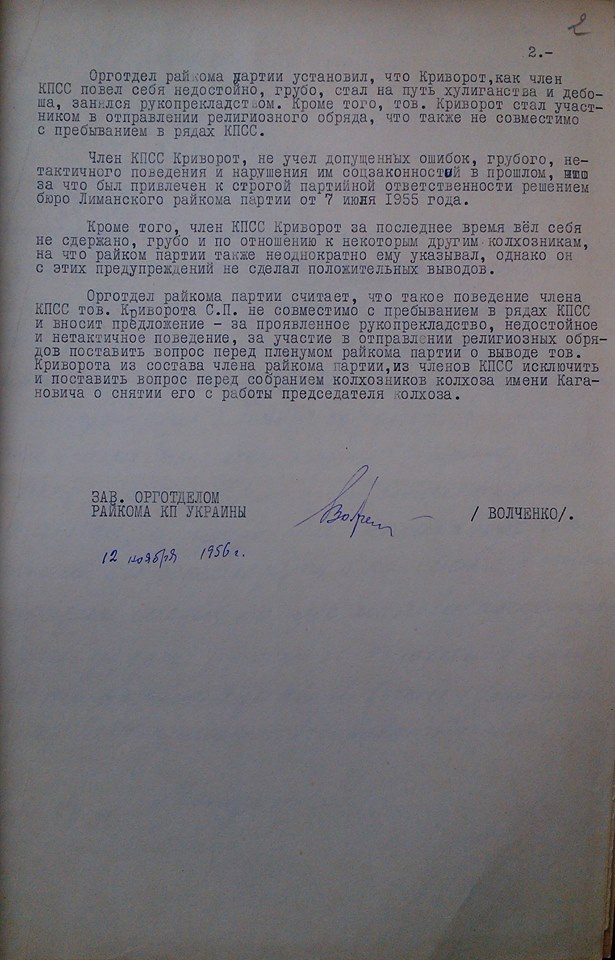 2
2.-
Орготдел райкома партии установил, что Криворот,как член
КПСС повел себя недостойно, грубо, стал на путь хулиганства и дебо-
ша, занялся рукопрекладством. Кроме того, тов. Криворот стал участ-
ником в отправлении религиозного обряда, что также не совместимо
с пребыванием в рядах КПСС.
Член КПСС Криворот, не учел допущенных ошибок, грубого, не-
тактичного поведения и нарушения им соцзаконности в прошлом,
за что был привлечен к строгой партийной ответственности решением
бюро Лиманского райкома партии от 7 июня 1955 года.
Кроме того, член КПСС Криворот за последнее время вёл себя
не сдержано, грубо и по отношению к некоторым другим колхозникам,
на что райком партии также неоднократно ему указывал, однако он
с этих предупреждений не сделал положительных выводов.
Орготдел райкома партии считает, что такое поведение члена
КПСС тов. Криворота С.П. не совместимо с пребыванием в рядах КПСС
и вносит предложение - за проявленное рукопрекладство, недостойное
и нетактичное поведение, за участие в отправлении религиозных обря-
дов поставить вопрос перед пленумом райкома партии о выводе тов.
Криворота из состава члена райкома партии,из членов КПСС исключить
и поставить вопрос перед собранием колхозников колхоза имени Кага-
новича о снятии его с работы председателя колхоза.
ЗАВ. ОРГОТДЕЛОМ
РАЙКОМА КП УКРАИНЫ / ВОЛЧЕНКО/.
12 ноября 1956 г.